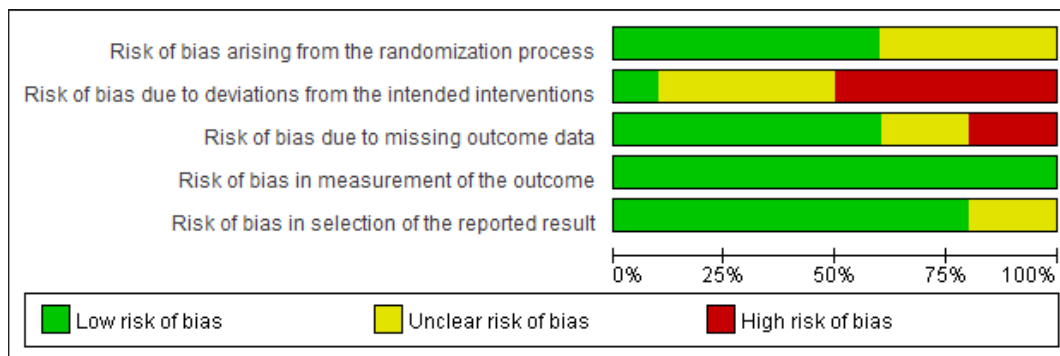 Risk of bias arising from the randomization process
Risk of bias due to deviations from the intended interventions
Risk of bias due to missing outcome data
Risk of bias in measurement of the outcome
Risk of bias in selection of the reported result
0% 25% 50% 75% 100%
Low risk of bias Unclear risk of bias High risk of bias